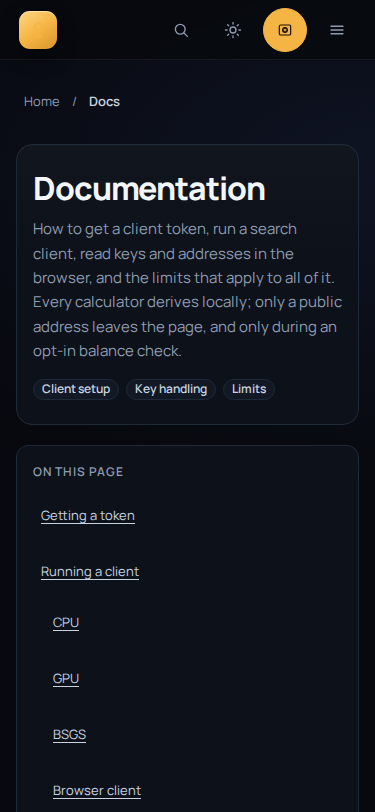 Home / Docs
Documentation
How to get a client token, run a search
client, read keys and addresses in the
browser, and the limits that apply to all of it.
Every calculator derives locally; only a public
address leaves the page, and only during an
opt-in balance check.
Client setup Key handling Limits
ON THIS PAGE
Getting a token
Running a client
CPU
GPU
BSGS
Browser client